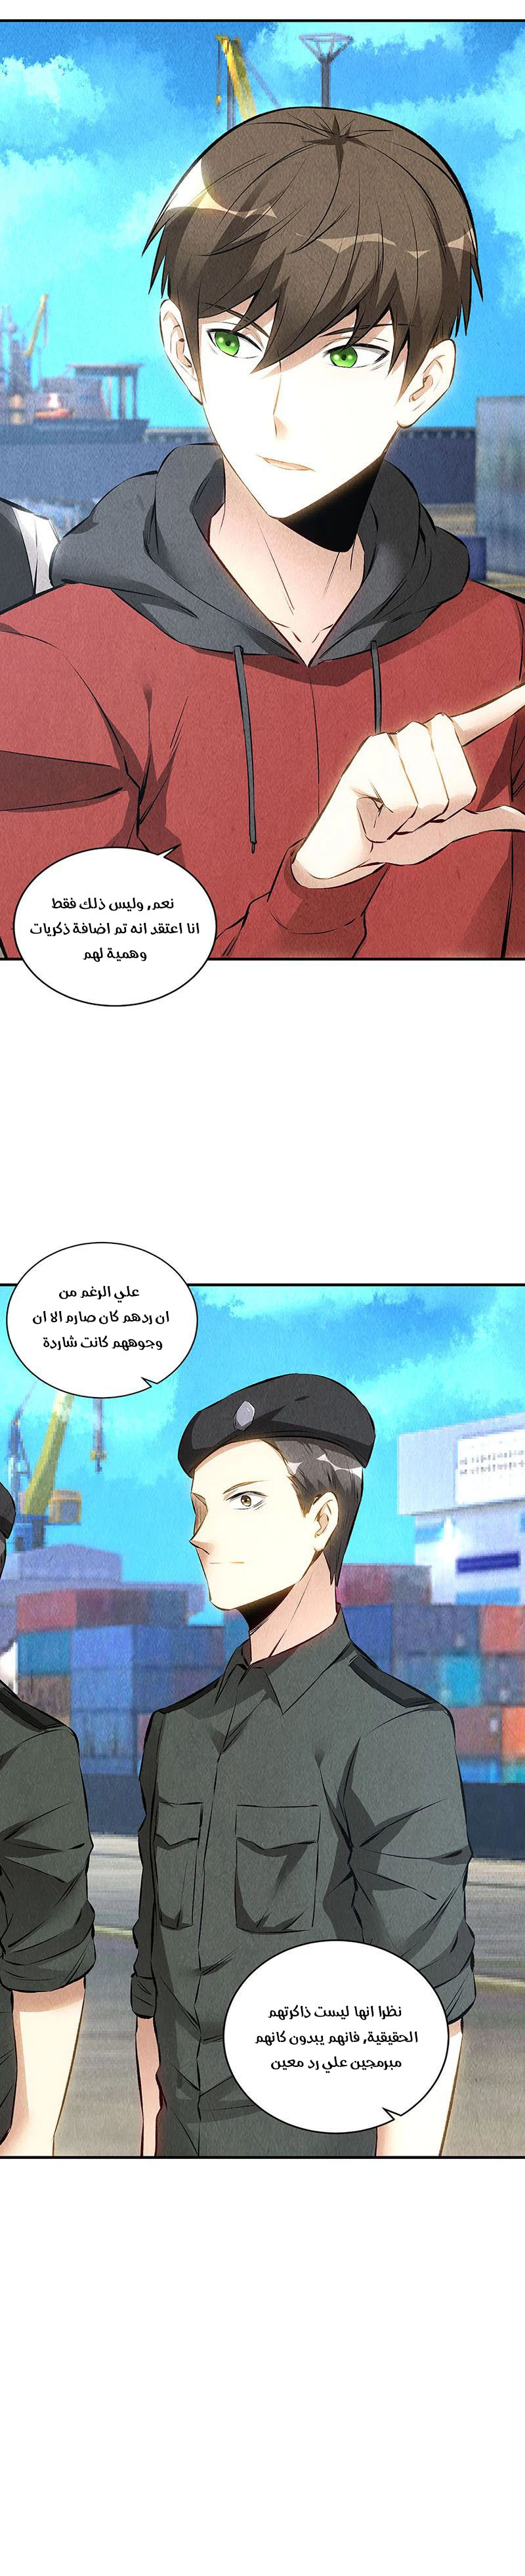 نعم, وليس ذلك فقط
انا اعتقد انه تم اضافة ذكريات
وهمية لهم
علي الرغم من
ان ردهم كان صارم الا ان
وجوههم كانت شاردة
نظرا انها ليست ذاكرتهم
الحقيقية, فانهم يبدون كانهم
مبرمجين علي رد معين